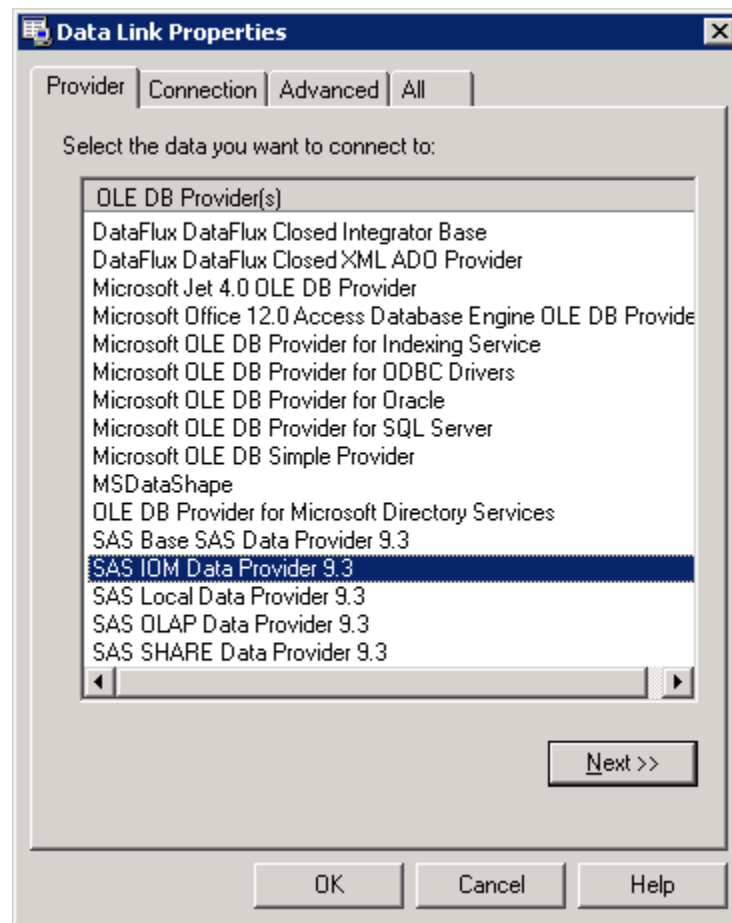 Data Link Properties
Provider Connection Advanced All
Select the data you want to connect to:
OLE DB Provider(s)
DataFlux DataFlux Closed Integrator Base
DataFlux DataFlux Closed XML ADO Provider
Microsoft Jet 4.0 OLE DB Provider
Microsoft Office 12.0 Access Database Engine OLE DB Provide
Microsoft OLE DB Provider for Indexing Service
Microsoft OLE DB Provider for ODBC Drivers
Microsoft OLE DB Provider for Oracle
Microsoft OLE DB Provider for SQL Server
Microsoft OLE DB Simple Provider
MSDataShape
OLE DB Provider for Microsoft Directory Services
SAS Base SAS Data Provider 9.3
SAS IOM Data Provider 9.3
SAS Local Data Provider 9.3
SAS OLAP Data Provider 9.3
SAS SHARE Data Provider 9.3
Next >>
OK Cancel Help